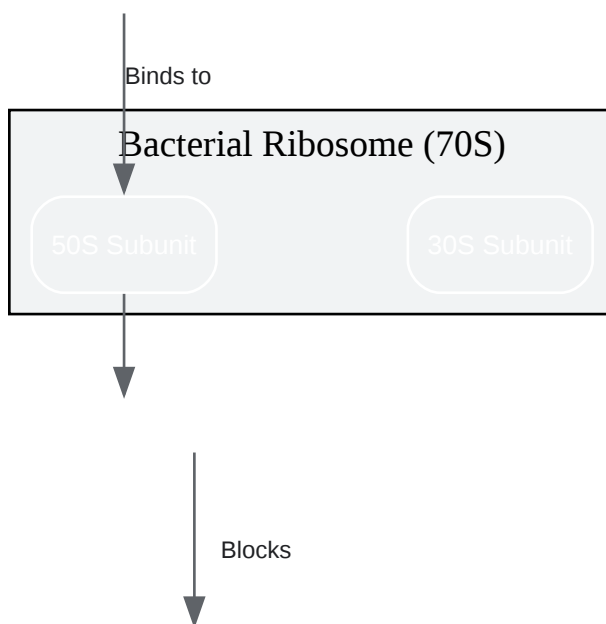 Binds to
Bacterial Ribosome (70S)
50S Subunit
30S Subunit
Blocks